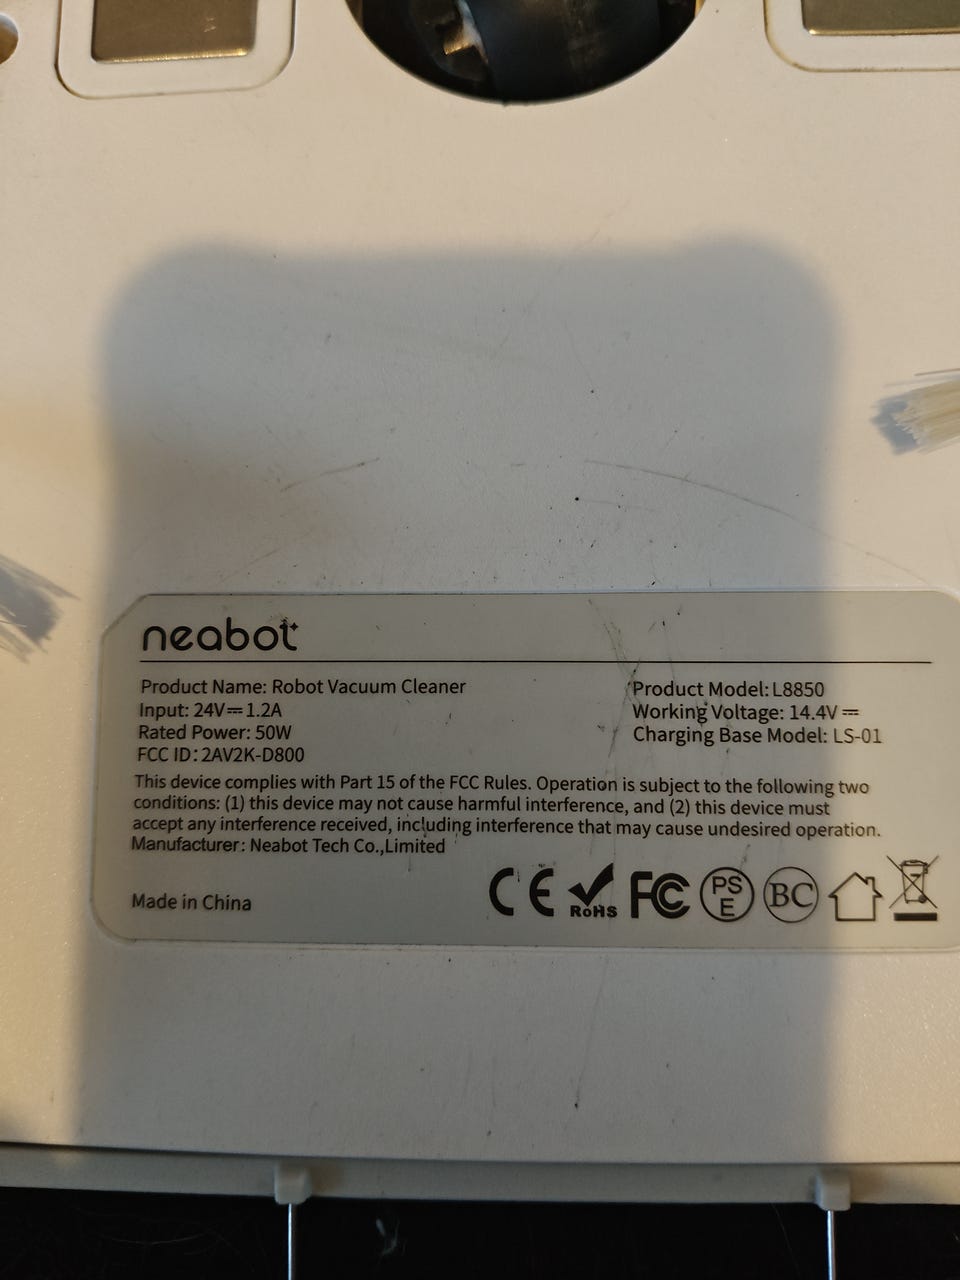 neabot
Product Name: Robot Vacuum Cleaner
Product Model: L8850
Input: 24V⎓1.2A
Working Voltage: 14.4V⎓
Rated Power: 50W
Charging Base Model: LS-01
FCC ID: 2AV2K-D800
This device complies with Part 15 of the FCC Rules. Operation is subject to the following two
conditions: (1) this device may not cause harmful interference, and (2) this device must
accept any interference received, including interference that may cause undesired operation.
Manufacturer: Neabot Tech Co.,Limited
Made in China
CE RoHS FC PSE BC